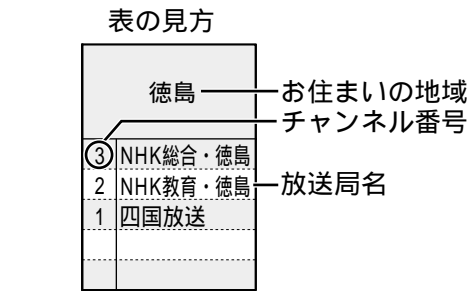 表の見方
徳島
お住まいの地域
チャンネル番号
3 NHK総合・徳島
2 NHK教育・徳島
放送局名
1 四国放送